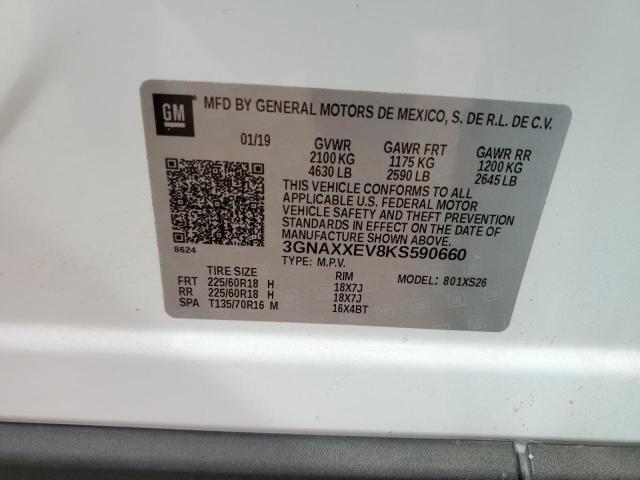 GM MFD BY GENERAL MOTORS DE MEXICO, S. DE R.L. DE C.V.
01/19 GVWR GAWR FRT GAWR RR
2100 KG 1175 KG 1200 KG
4630 LB 2590 LB 2645 LB
THIS VEHICLE CONFORMS TO ALL
APPLICABLE U.S. FEDERAL MOTOR
VEHICLE SAFETY AND THEFT PREVENTION
STANDARDS IN EFFECT ON THE DATE OF
MANUFACTURE SHOWN ABOVE.
8624 3GNAXXEV8KS590660
TYPE: M.P.V. MODEL: 801XS26
TIRE SIZE RIM
FRT 225/60R18 H 18X7J
RR 225/60R18 H 18X7J
SPA T135/70R16 M 16X4BT